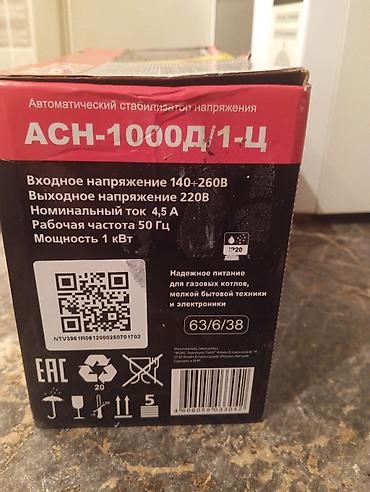 Автоматический стабилизатор напряжения
АСН-1000Д/1-Ц
Входное напряжение 140÷260В
Выходное напряжение 220В
Номинальный ток 4,5 А
Рабочая частота 50 Гц
Мощность 1 кВт
IP20
Надежное питание
для газовых котлов,
мелкой бытовой техники
и электроники
63/6/38
NTV3961R0612000250701702
EAC
20
5